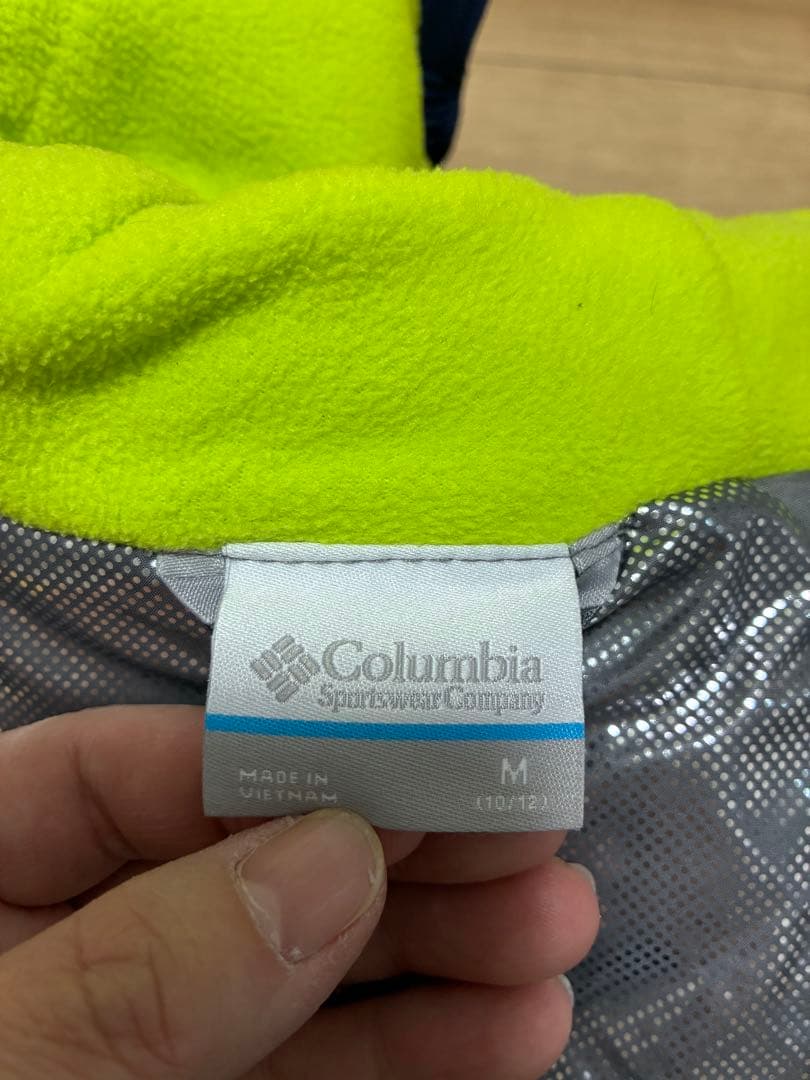 Columbia
Sportswear Company
MADE IN
VIETNAM
M
(10/12)